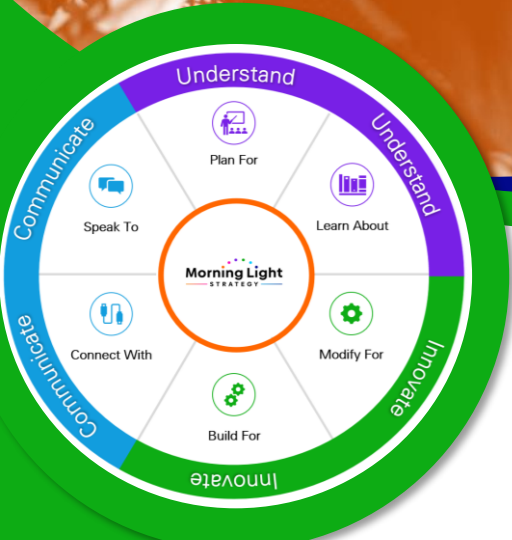 Understand
Understand
Communicate
Plan For
Speak To
Learn About
Morning Light
STRATEGY
Connect With
Modify For
Communicate
Innovate
Build For
Innovate